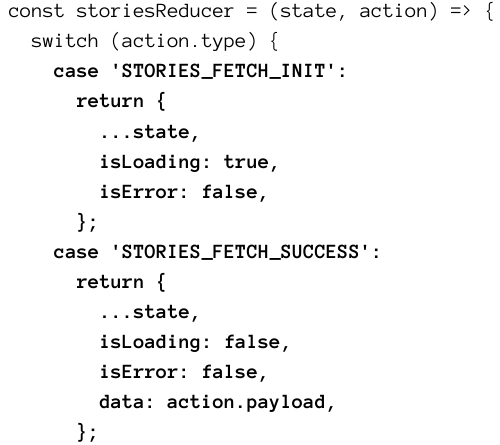 const storiesReducer = (state, action) => {
  switch (action.type) {
    case 'STORIES_FETCH_INIT':
      return {
        ...state,
        isLoading: true,
        isError: false,
      };
    case 'STORIES_FETCH_SUCCESS':
      return {
        ...state,
        isLoading: false,
        isError: false,
        data: action.payload,
      };